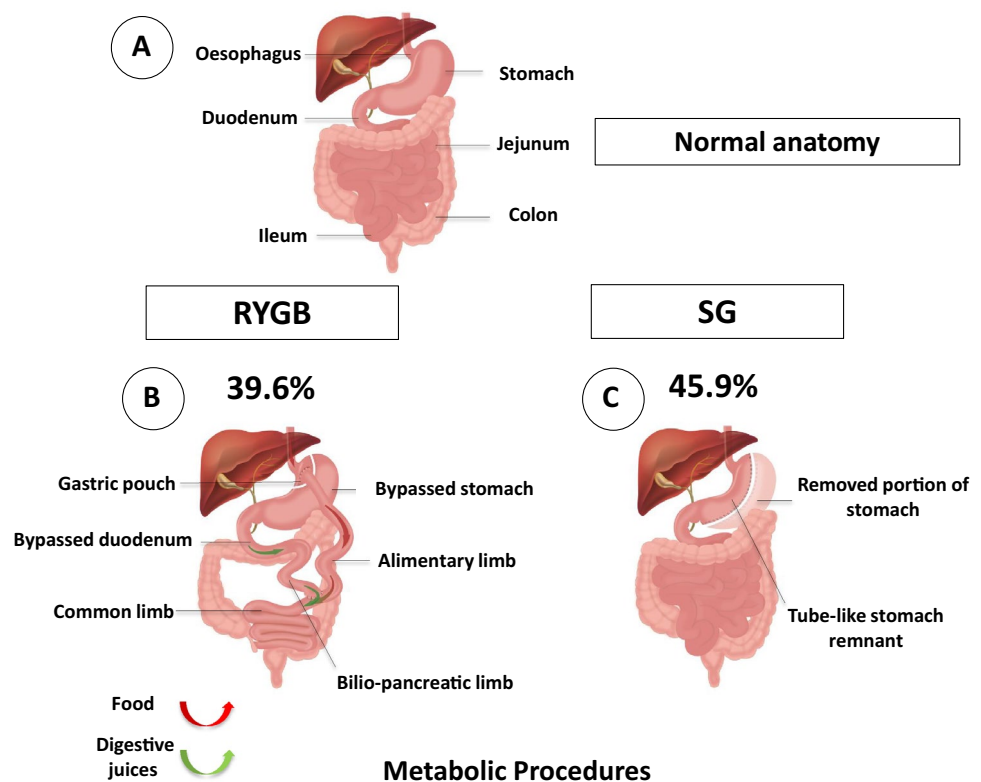 A
Oesophagus
Stomach
Duodenum
Jejunum
Normal anatomy
Colon
Ileum
RYGB
SG
B
39.6%
C
45.9%
Gastric pouch
Bypassed stomach
Bypassed duodenum
Alimentary limb
Common limb
Bilio-pancreatic limb
Removed portion of
stomach
Tube-like stomach
remnant
Food
Digestive
juices
Metabolic Procedures